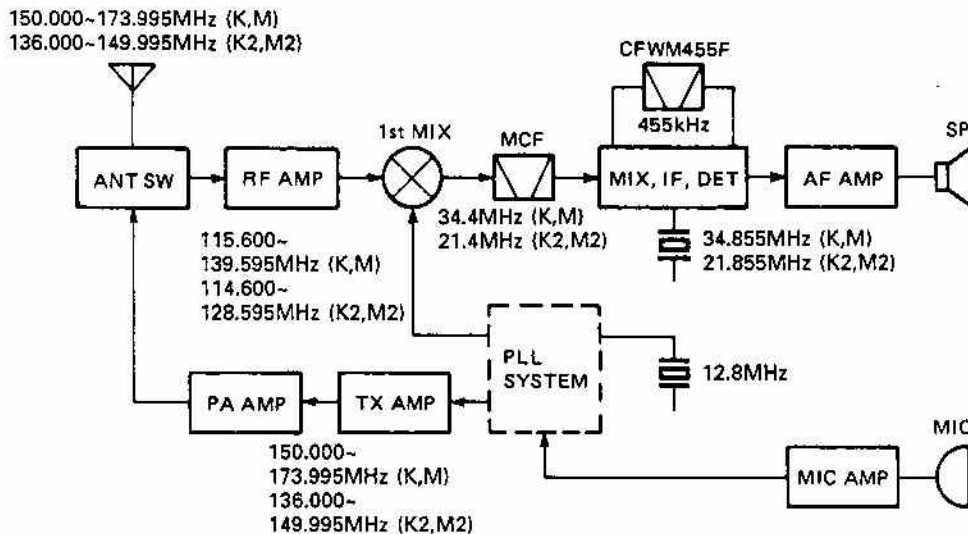 150.000~173.995MHz (K,M)
136.000~149.995MHz (K2,M2)
CFWM455F
455kHz
1st MIX
MCF
SP
ANT SW
RF AMP
MIX, IF, DET
AF AMP
34.4MHz (K,M)
21.4MHz (K2,M2)
34.855MHz (K,M)
21.855MHz (K2,M2)
115.600~
139.595MHz (K,M)
114.600~
128.595MHz (K2,M2)
PLL
SYSTEM
12.8MHz
PA AMP
TX AMP
150.000~
173.995MHz (K,M)
136.000~
149.995MHz (K2,M2)
MIC AMP
MIC